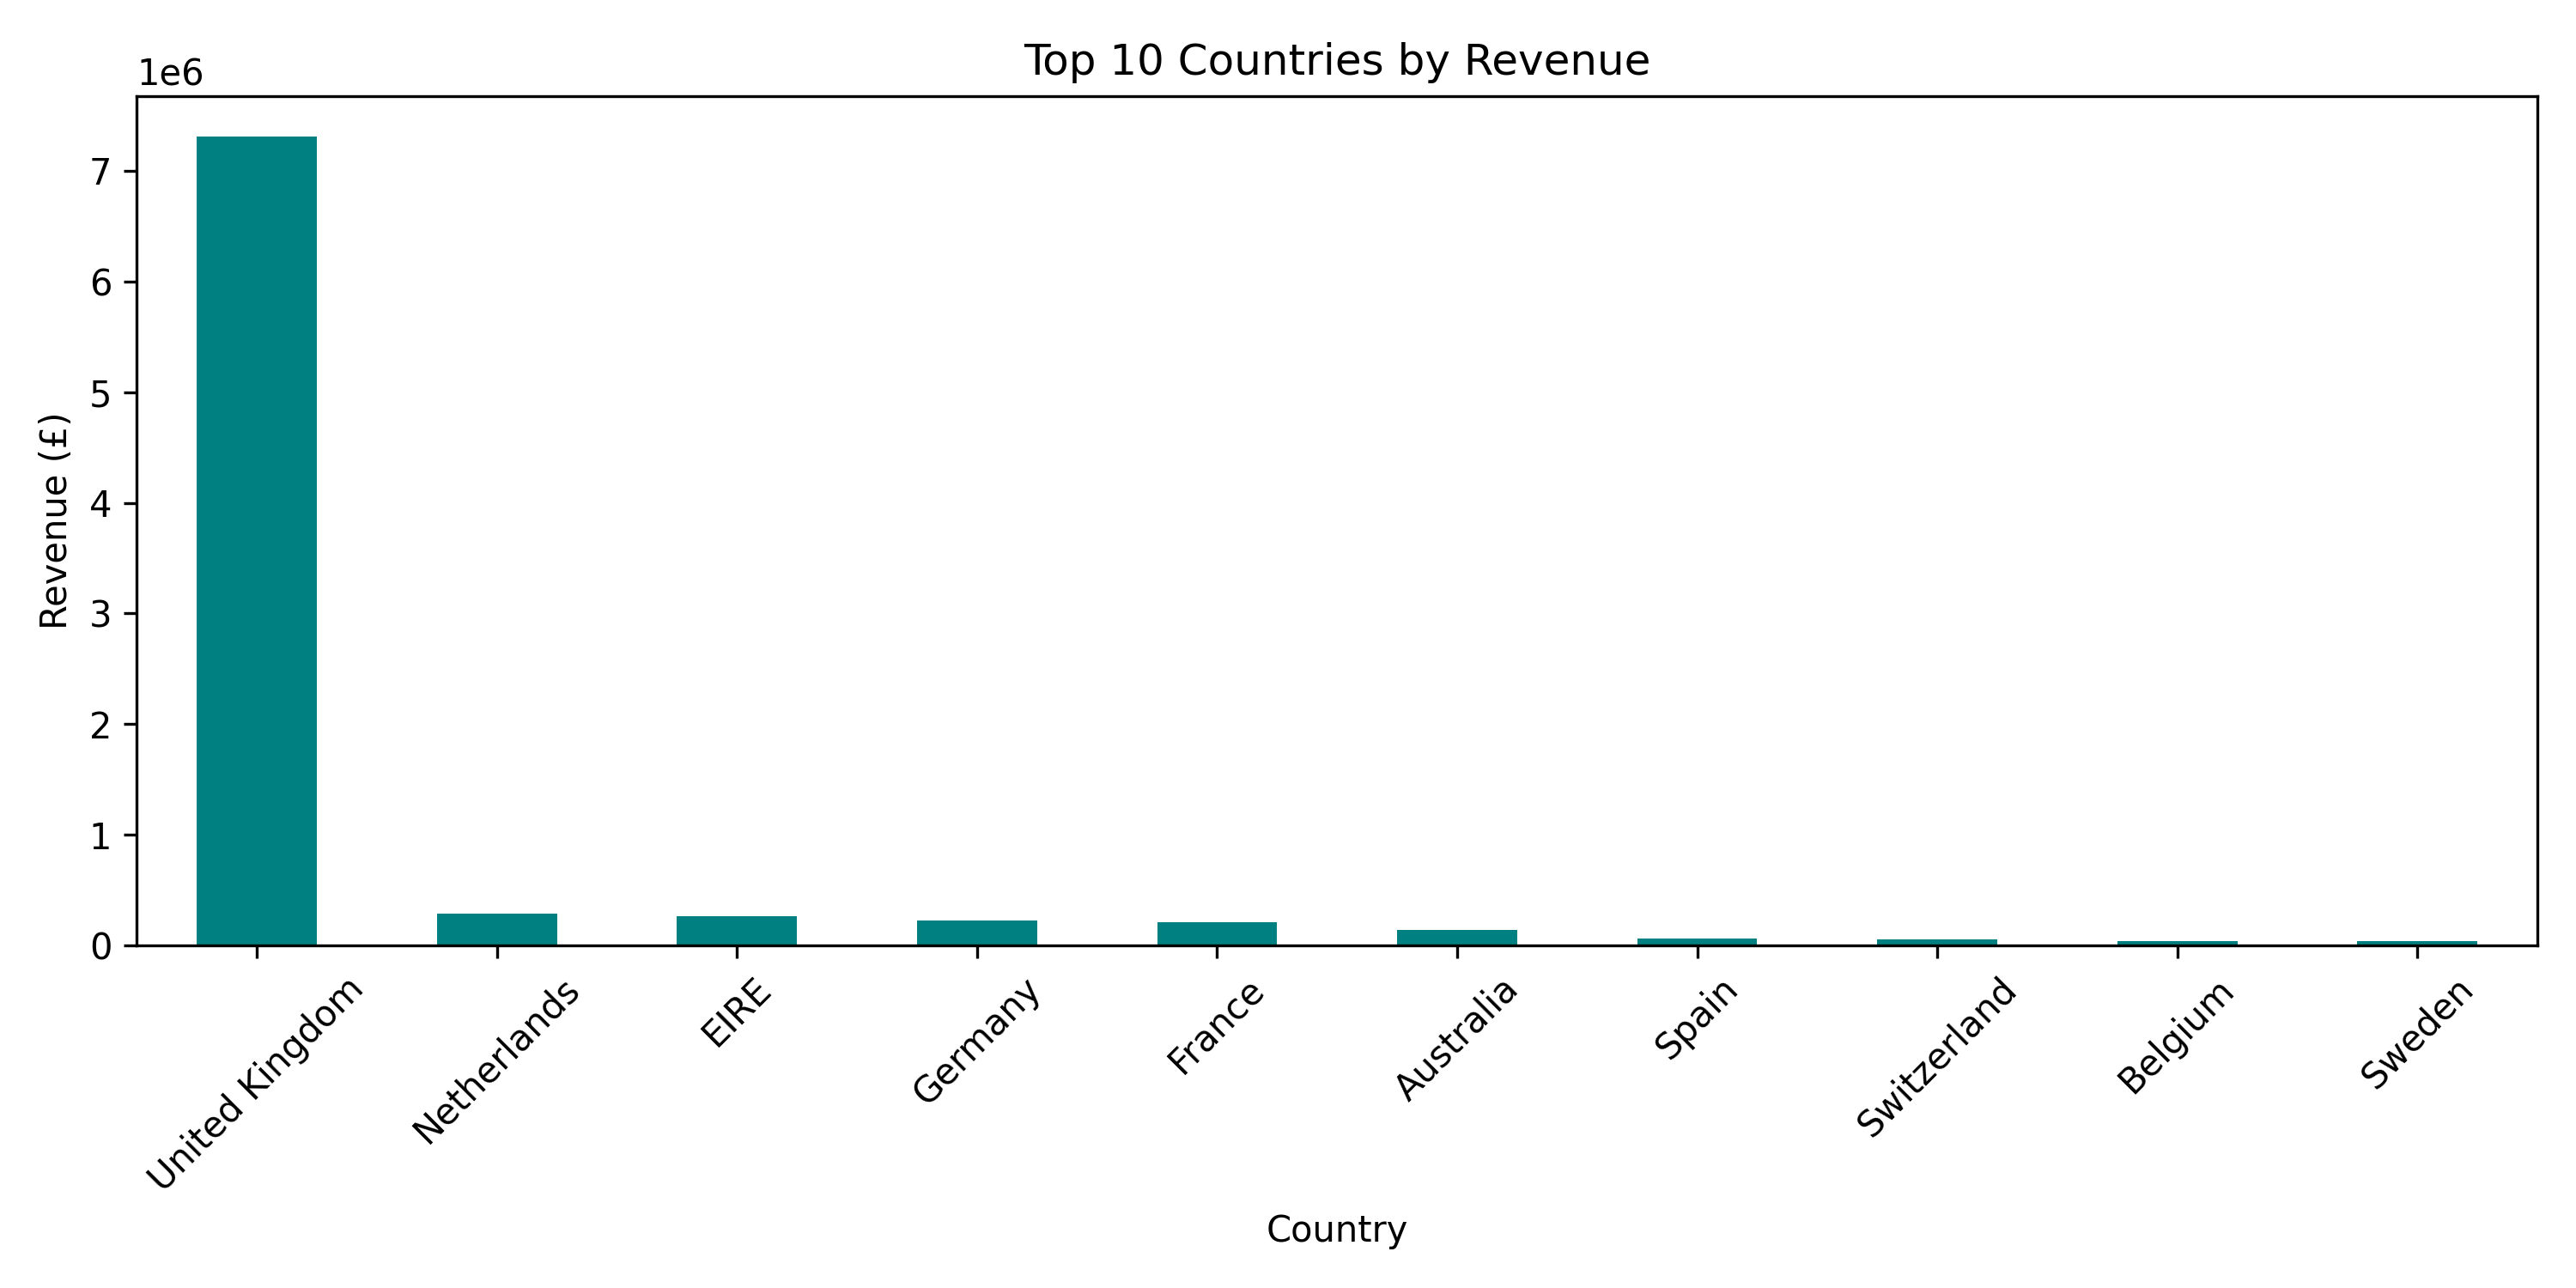 Top 10 Countries by Revenue
1e6
7
6
5
4
3
2
1
0
Revenue (£)
United Kingdom
Netherlands
EIRE
Germany
France
Australia
Spain
Switzerland
Belgium
Sweden
Country